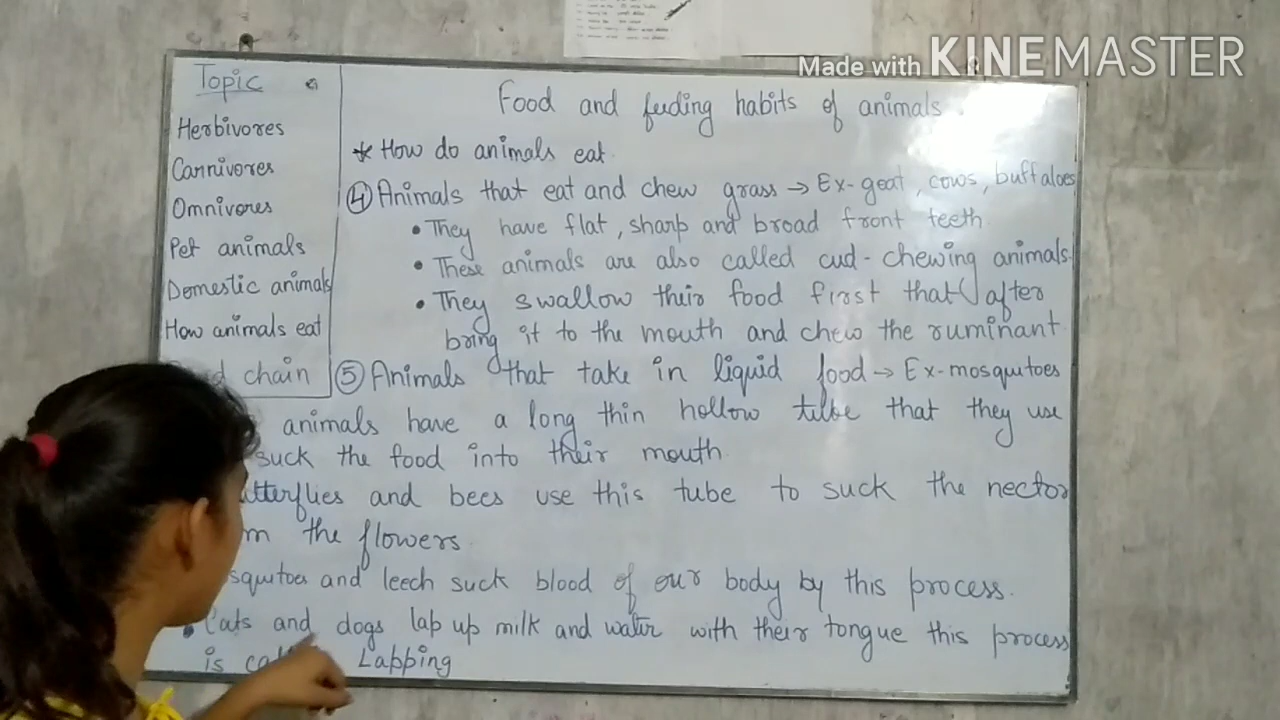 Made with KINEMASTER
Topic
Herbivores
Carnivores
Omnivores
Pet animals
Domestic animals
How animals eat
chain
Food and feeding habits of animals.
* How do animals eat.
④ Animals that eat and chew grass → Ex-goat, cows, buffaloes
• They have flat, sharp and broad front teeth.
• These animals are also called cud-chewing animals.
• They swallow their food first that after
bring it to the mouth and chew the ruminant.
⑤ Animals that take in liquid food → Ex-mosquitoes
animals have a long thin hollow tube that they use
suck the food into their mouth.
utterflies and bees use this tube to suck the nector
m the flowers.
squitoes and leech suck blood of our body by this process.
• Cats and dogs lap up milk and water with their tongue this process
is Lapping